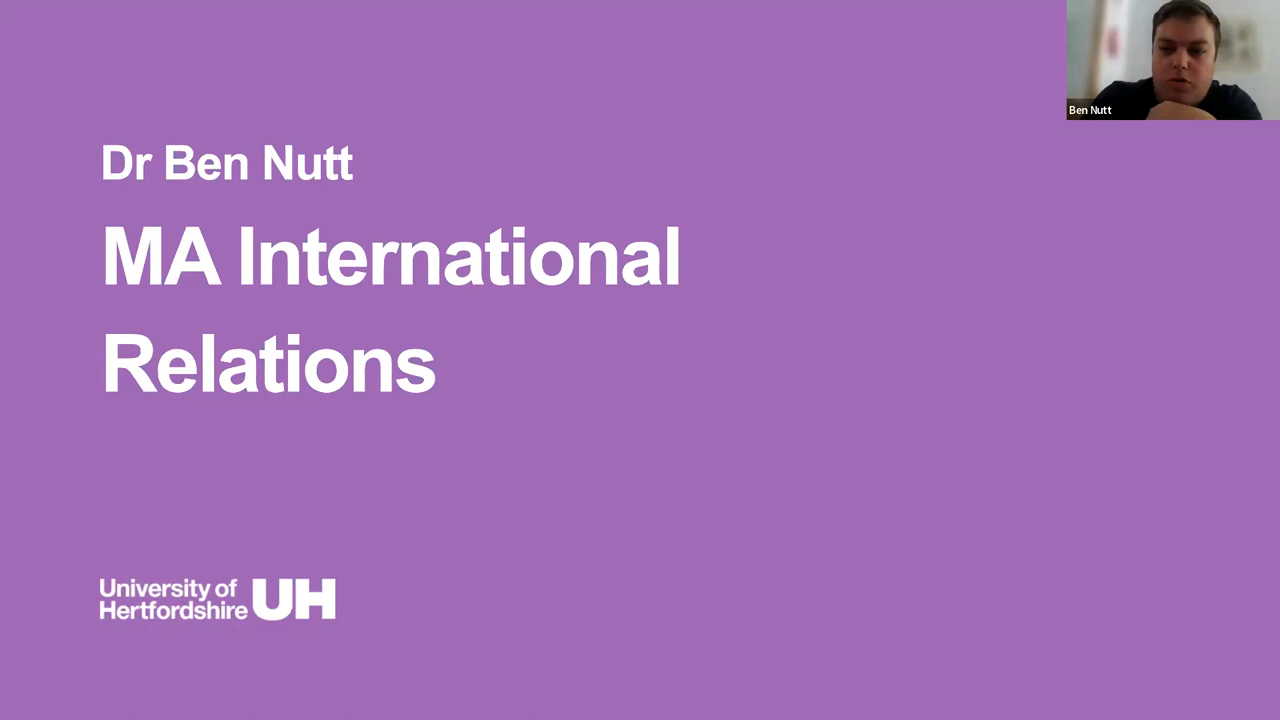 Dr Ben Nutt
MA International
Relations
University of
Hertfordshire UH
Ben Nutt